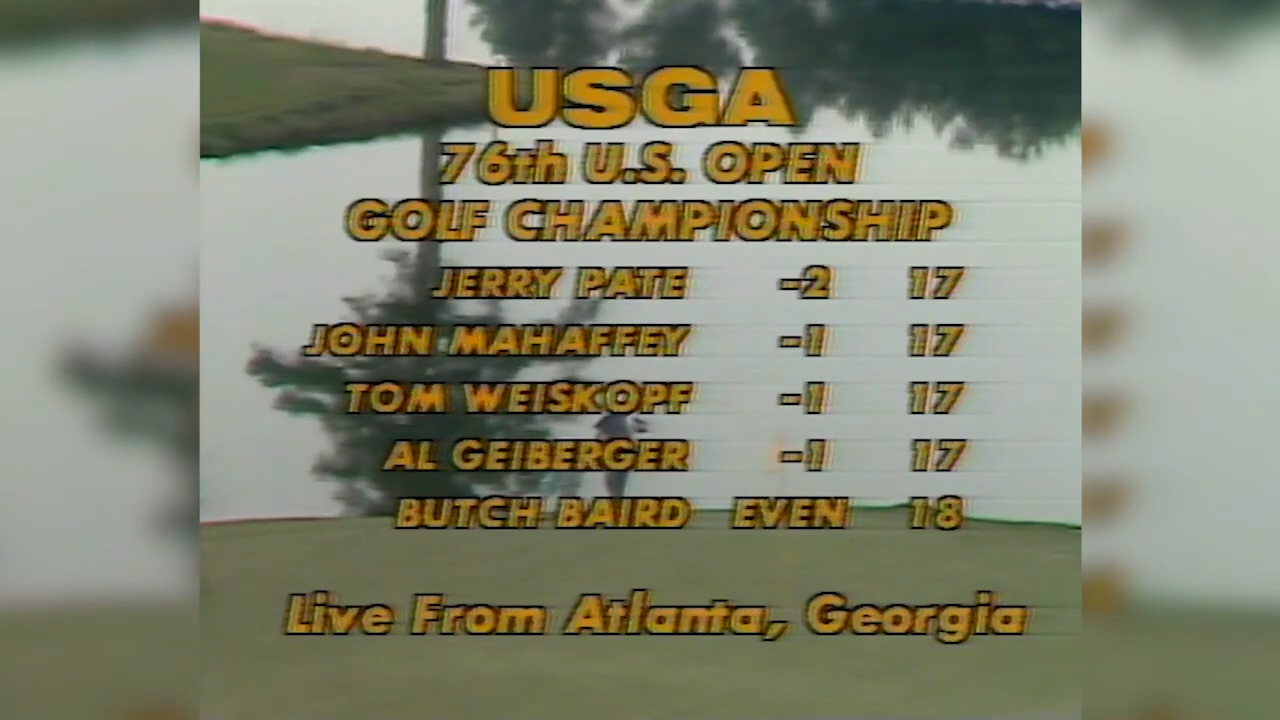 USGA
76th U.S. OPEN
GOLF CHAMPIONSHIP
JERRY PATE -2 17
JOHN MAHAFFEY -1 17
TOM WEISKOPF -1 17
AL GEIBERGER -1 17
BUTCH BAIRD EVEN 18
Live From Atlanta, Georgia